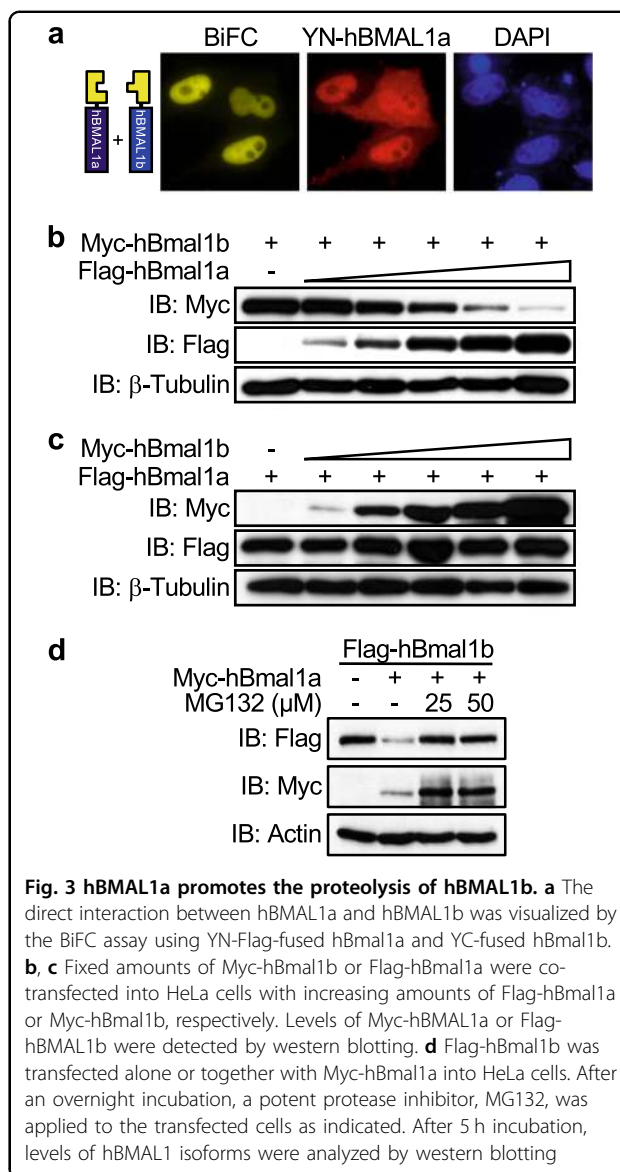 a
BiFC YN-hBMAL1a DAPI
hBMAL1a + hBMAL1b
b
Myc-hBmal1b + + + + + +
Flag-hBmal1a -
IB: Myc
IB: Flag
IB: β-Tubulin
c
Myc-hBmal1b -
Flag-hBmal1a + + + + + +
IB: Myc
IB: Flag
IB: β-Tubulin
d
Flag-hBmal1b
Myc-hBmal1a - + + +
MG132 (μM) - - 25 50
IB: Flag
IB: Myc
IB: Actin
Fig. 3 hBMAL1a promotes the proteolysis of hBMAL1b. a The
direct interaction between hBMAL1a and hBMAL1b was visualized by
the BiFC assay using YN-Flag-fused hBmal1a and YC-fused hBmal1b.
b, c Fixed amounts of Myc-hBmal1b or Flag-hBmal1a were co-
transfected into HeLa cells with increasing amounts of Flag-hBmal1a
or Myc-hBmal1b, respectively. Levels of Myc-hBMAL1a or Flag-
hBMAL1b were detected by western blotting. d Flag-hBmal1b was
transfected alone or together with Myc-hBmal1a into HeLa cells. After
an overnight incubation, a potent protease inhibitor, MG132, was
applied to the transfected cells as indicated. After 5 h incubation,
levels of hBMAL1 isoforms were analyzed by western blotting